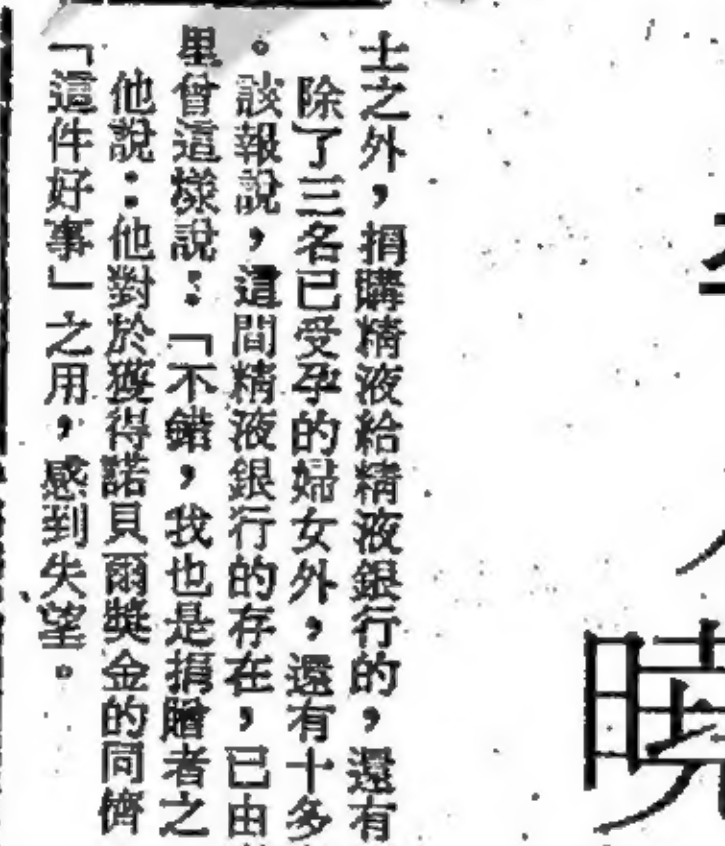 曉
士之外，捐購精液給精液銀行的，還有
除了三名已受孕的婦女外，還有十多
。該報說，這間精液銀行的存在，已由
里曾這樣說：「不錯，我也是捐贈者之
他說：他對於獲得諾貝爾獎金的同儕
「這件好事」之用，感到失望。